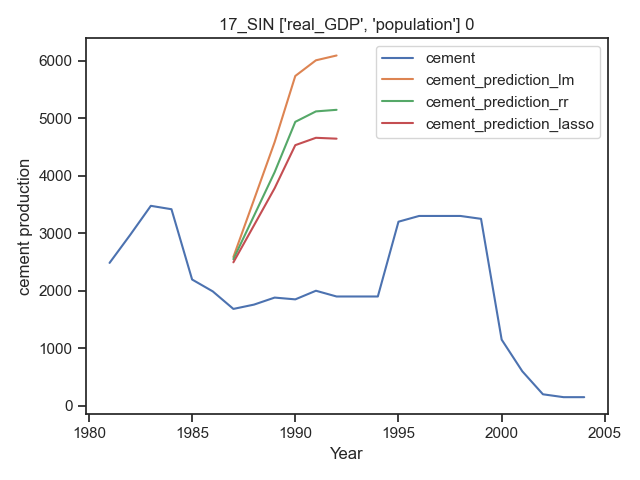 17_SIN ['real_GDP', 'population'] 0
cement
cement_prediction_lm
cement_prediction_rr
cement_prediction_lasso
cement production
6000
5000
4000
3000
2000
1000
0
1980 1985 1990 1995 2000 2005
Year